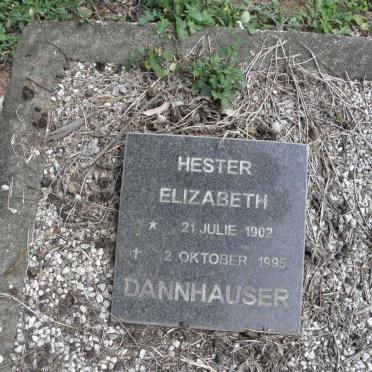 HESTER
ELIZABETH
* 21 JULIE 1902
† 2 OKTOBER 1995
DANNHAUSER